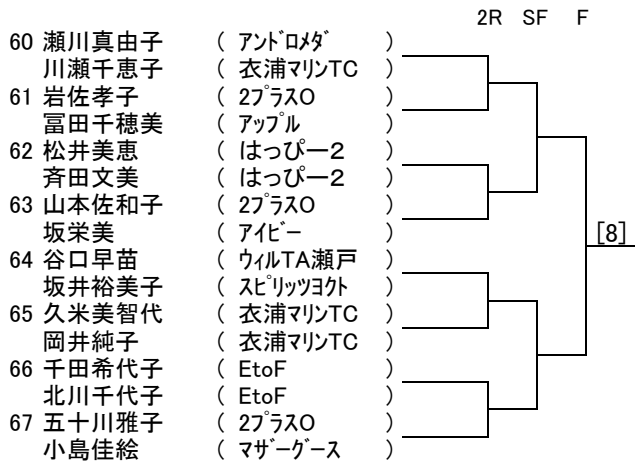 2R SF F
60 瀬川真由子 ( アンドロメダ )
川瀬千恵子 ( 衣浦マリンTC )
61 岩佐孝子 ( 2プラスO )
冨田千穂美 ( アップル )
62 松井美恵 ( はっぴー2 )
斉田文美 ( はっぴー2 )
63 山本佐和子 ( 2プラスO )
坂栄美 ( アイビー )
[8]
64 谷口早苗 ( ウィルTA瀬戸 )
坂井裕美子 ( スピリッツヨクト )
65 久米美智代 ( 衣浦マリンTC )
岡井純子 ( 衣浦マリンTC )
66 千田希代子 ( EtoF )
北川千代子 ( EtoF )
67 五十川雅子 ( 2プラスO )
小島佳絵 ( マザーグース )